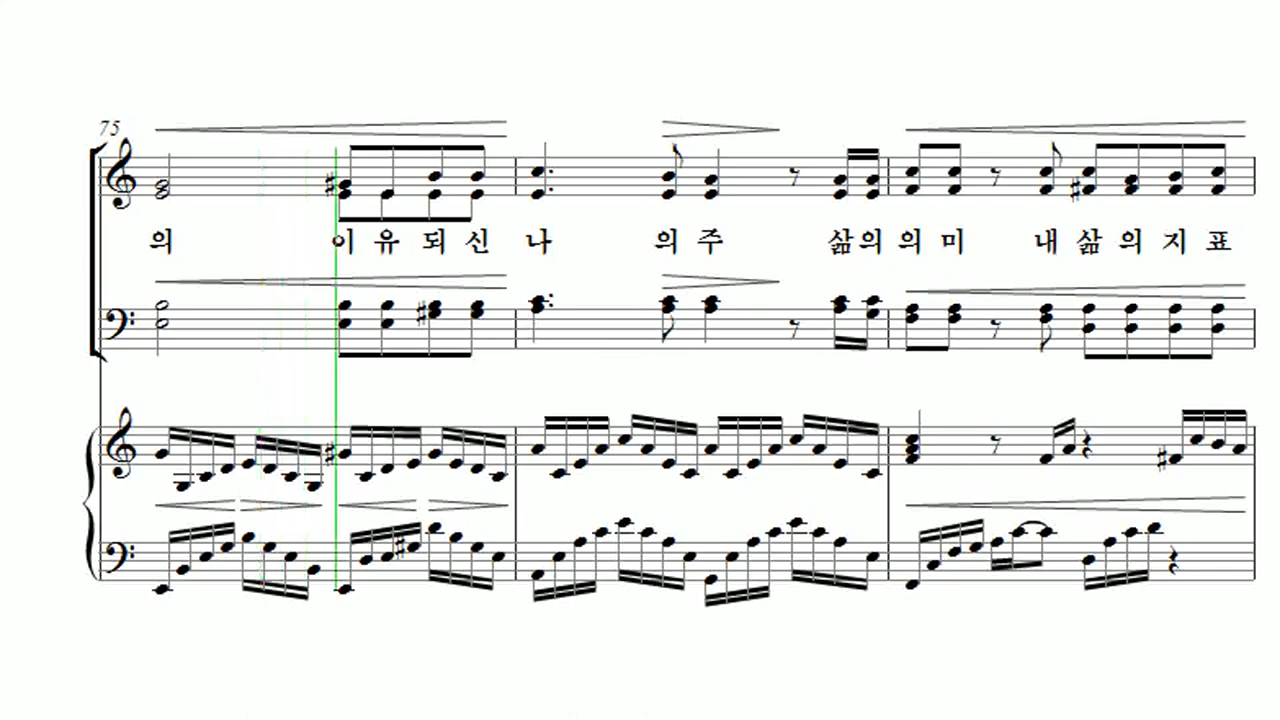 75
의 이 유 되 신 나 의 주 삶의 의 미 내 삶 의 지 표